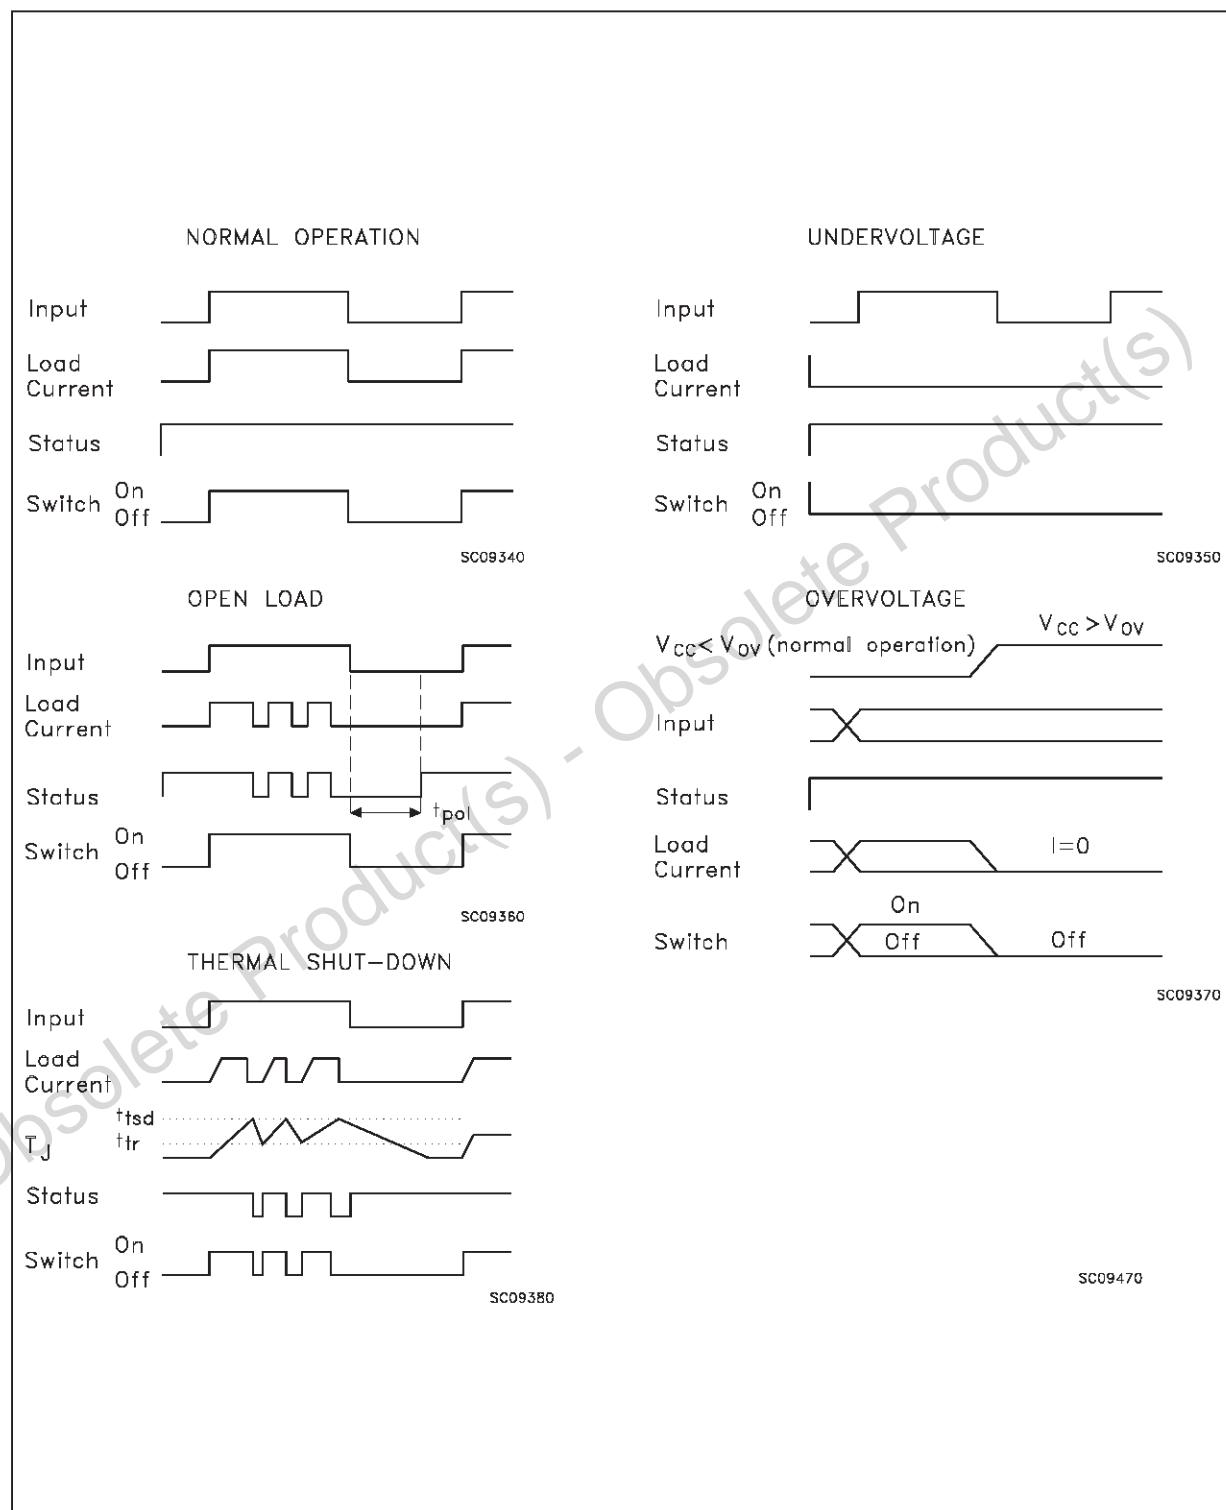 NORMAL OPERATION
Input
Load
Current
Status
Switch On
Off
SC09340
UNDERVOLTAGE
Input
Load
Current
Status
Switch On
Off
SC09350
OPEN LOAD
Input
Load
Current
Status
tpol
Switch On
Off
SC09360
OVERVOLTAGE
VCC<VOV (normal operation)
VCC>VOV
Input
Status
Load
Current
I=0
Switch
On
Off
Off
SC09370
THERMAL SHUT-DOWN
Input
Load
Current
ttsd
ttr
TJ
Status
Switch On
Off
SC09380
SC09470
Obsolete Product(s) - Obsolete Product(s)